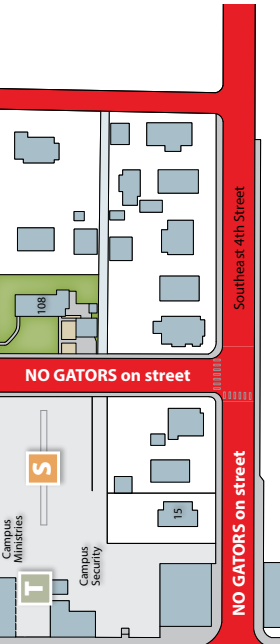 Southeast 4th Street
108
NO GATORS on street
S
Campus
Ministries
15
T
Campus
Security
NO GATORS on street